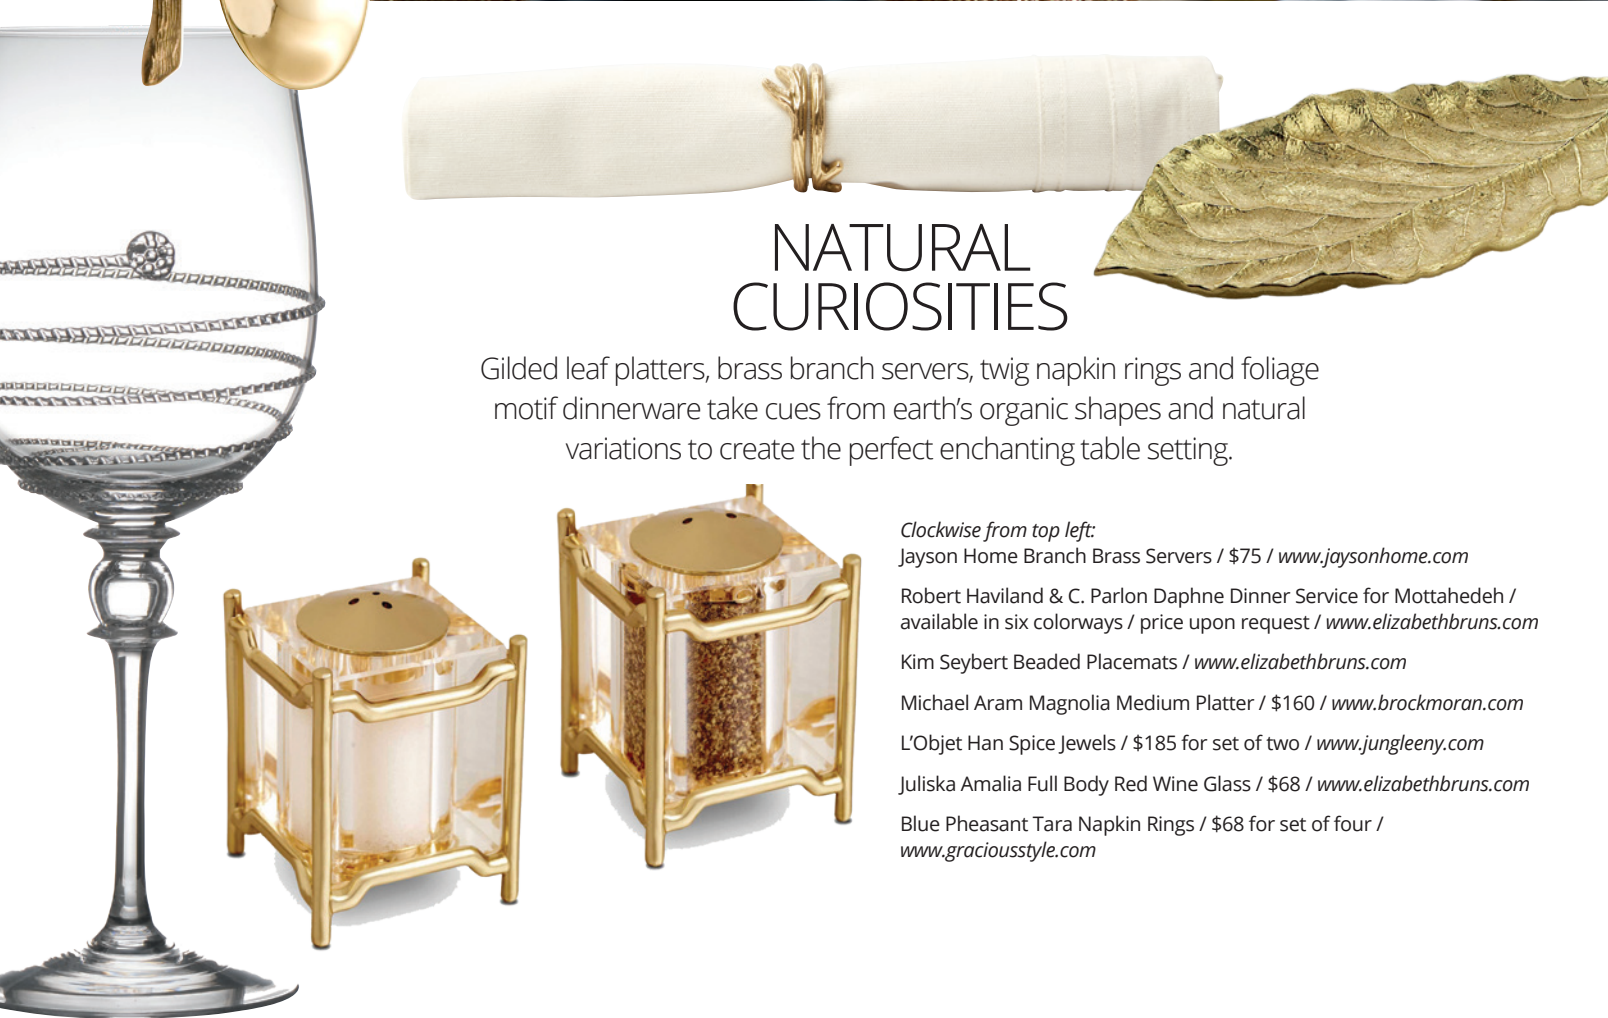 NATURAL
CURIOSITIES
Gilded leaf platters, brass branch servers, twig napkin rings and foliage
motif dinnerware take cues from earth’s organic shapes and natural
variations to create the perfect enchanting table setting.
Clockwise from top left:
Jayson Home Branch Brass Servers / $75 / www.jaysonhome.com
Robert Haviland & C. Parlon Daphne Dinner Service for Mottahedeh /
available in six colorways / price upon request / www.elizabethbruns.com
Kim Seybert Beaded Placemats / www.elizabethbruns.com
Michael Aram Magnolia Medium Platter / $160 / www.brockmoran.com
L’Objet Han Spice Jewels / $185 for set of two / www.jungleeny.com
Juliska Amalia Full Body Red Wine Glass / $68 / www.elizabethbruns.com
Blue Pheasant Tara Napkin Rings / $68 for set of four /
www.graciousstyle.com